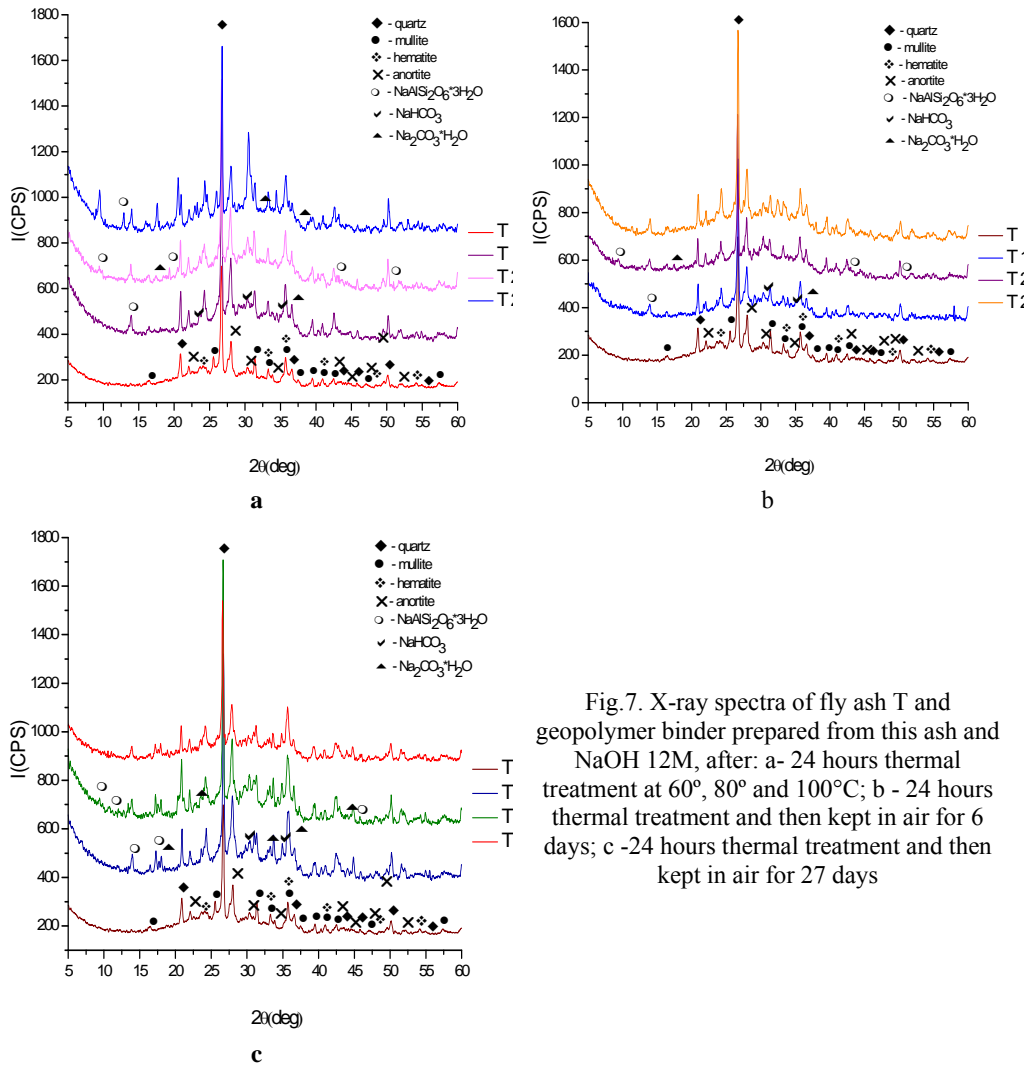 1800
1600
1400
1200
1000
800
600
400
200
I(CPS)
5 10 15 20 25 30 35 40 45 50 55 60
2θ(deg)
- quartz
- mullite
- hematite
- anortite
- NaAlSi2O6*3H2O
- NaHCO3
- Na2CO3*H2O
T
T
T2
T2
a
1600
1400
1200
1000
800
600
400
200
0
I(CPS)
5 10 15 20 25 30 35 40 45 50 55 60
2θ(deg)
- quartz
- mullite
- hematite
- anortite
- NaAlSi2O6*3H2O
- NaHCO3
- Na2CO3*H2O
T
T1
T2
T2
b
1800
1600
1400
1200
1000
800
600
400
200
I(CPS)
5 10 15 20 25 30 35 40 45 50 55 60
2θ(deg)
- quartz
- mullite
- hematite
- anortite
- NaAlSi2O6*3H2O
- NaHCO3
- Na2CO3*H2O
T
T
T
T
c
Fig.7. X-ray spectra of fly ash T and
geopolymer binder prepared from this ash and
NaOH 12M, after: a- 24 hours thermal
treatment at 60º, 80º and 100°C; b - 24 hours
thermal treatment and then kept in air for 6
days; c -24 hours thermal treatment and then
kept in air for 27 days